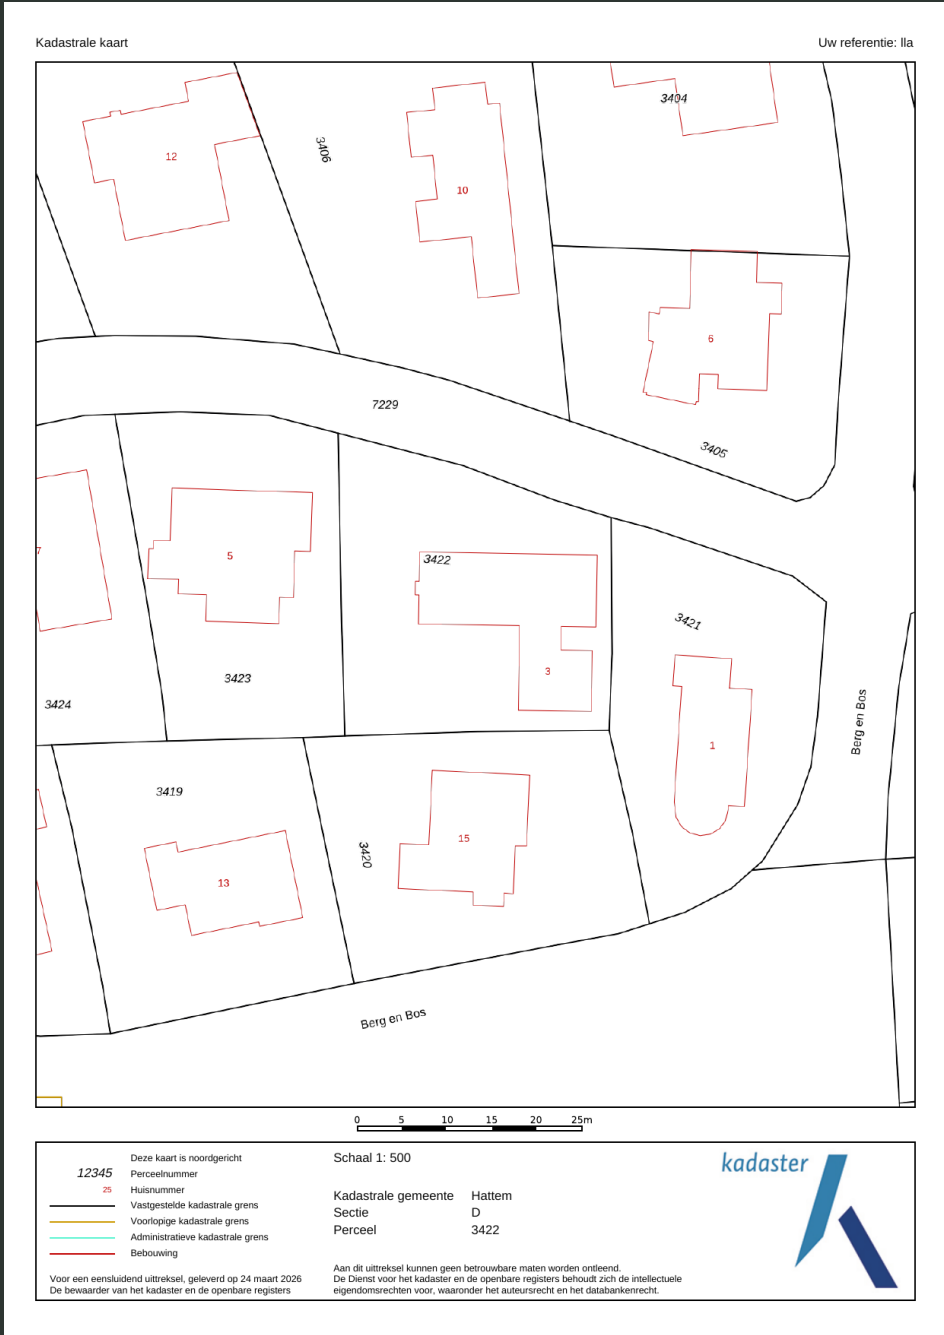 Kadastrale kaart
Uw referentie: lla
3404
12
3406
10
6
7229
3405
7
5
3422
3421
3
3423
3424
Berg en Bos
1
3419
15
3420
13
Berg en Bos
0 5 10 15 20 25m
Deze kaart is noordgericht
12345 Perceelnummer
25 Huisnummer
Vastgestelde kadastrale grens
Voorlopige kadastrale grens
Administratieve kadastrale grens
Bebouwing
Voor een eensluidend uittreksel, geleverd op 24 maart 2026
De bewaarder van het kadaster en de openbare registers
Schaal 1: 500
Kadastrale gemeente Hattem
Sectie D
Perceel 3422
Aan dit uittreksel kunnen geen betrouwbare maten worden ontleend.
De Dienst voor het kadaster en de openbare registers behoudt zich de intellectuele
eigendomsrechten voor, waaronder het auteursrecht en het databankenrecht.
kadaster